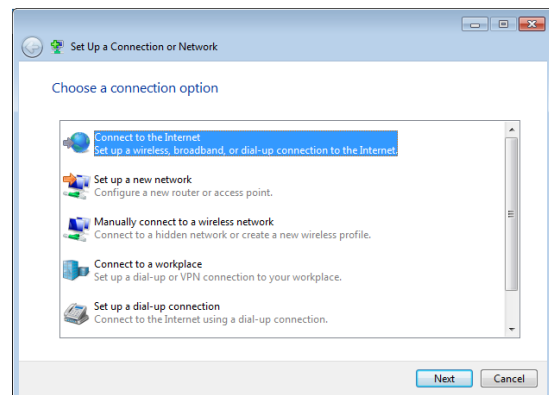 Set Up a Connection or Network
Choose a connection option
Connect to the Internet
Set up a wireless, broadband, or dial-up connection to the Internet.
Set up a new network
Configure a new router or access point.
Manually connect to a wireless network
Connect to a hidden network or create a new wireless profile.
Connect to a workplace
Set up a dial-up or VPN connection to your workplace.
Set up a dial-up connection
Connect to the Internet using a dial-up connection.
Next Cancel